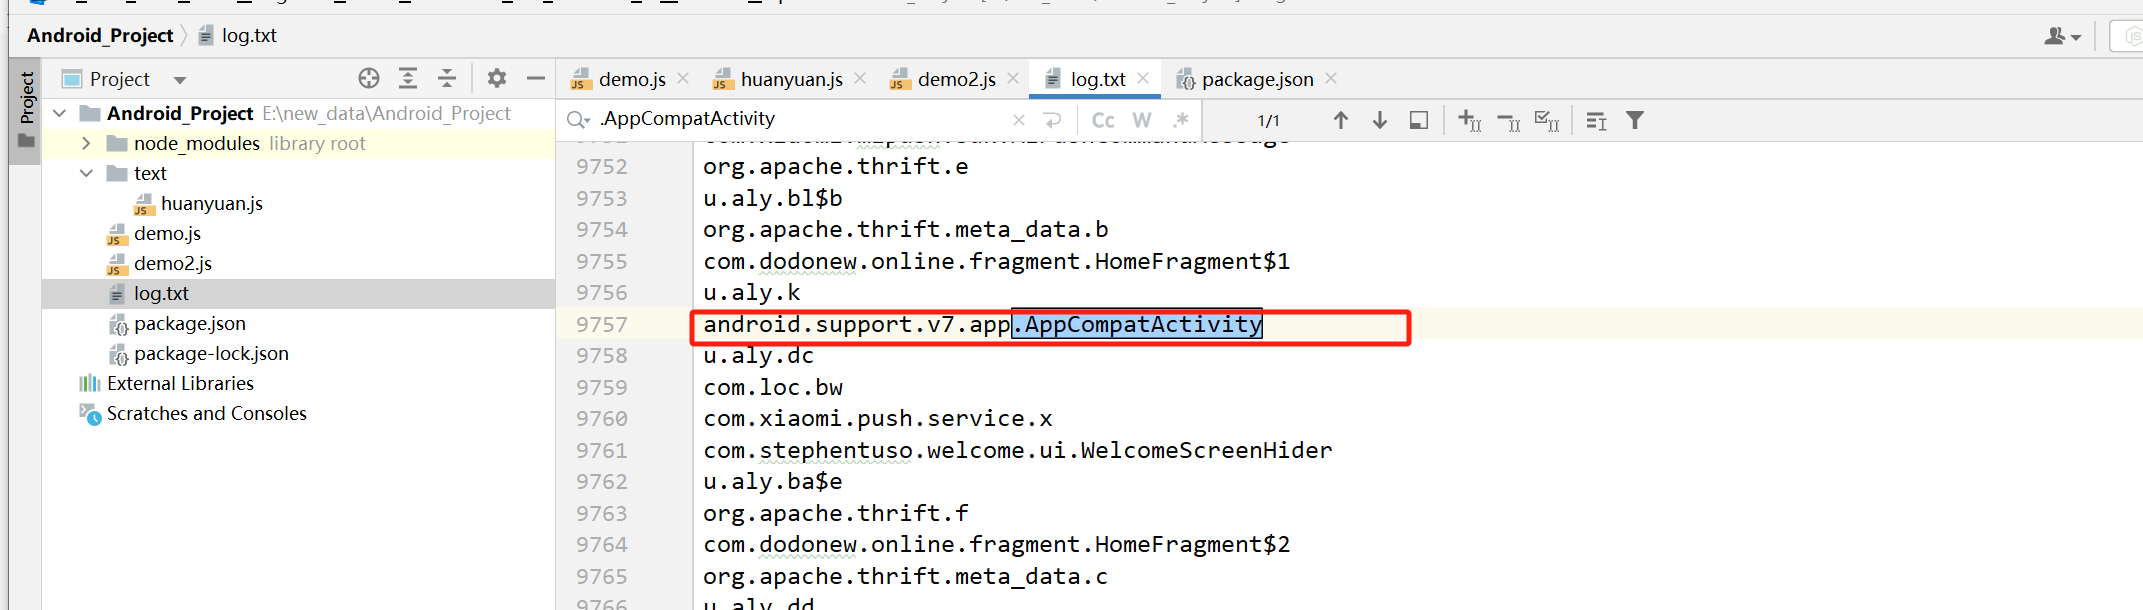 Android_Project log.txt
Project
Project
Android_Project E:\new_data\Android_Project
node_modules library root
text
huanyuan.js
demo.js
demo2.js
log.txt
package.json
package-lock.json
External Libraries
Scratches and Consoles
demo.js huanyuan.js demo2.js log.txt package.json
.AppCompatActivity Cc W .* 1/1
9752 org.apache.thrift.e
9753 u.aly.bl$b
9754 org.apache.thrift.meta_data.b
9755 com.dodonew.online.fragment.HomeFragment$1
9756 u.aly.k
9757 android.support.v7.app.AppCompatActivity
9758 u.aly.dc
9759 com.loc.bw
9760 com.xiaomi.push.service.x
9761 com.stephentuso.welcome.ui.WelcomeScreenHider
9762 u.aly.ba$e
9763 org.apache.thrift.f
9764 com.dodonew.online.fragment.HomeFragment$2
9765 org.apache.thrift.meta_data.c
9766 u.aly.dd